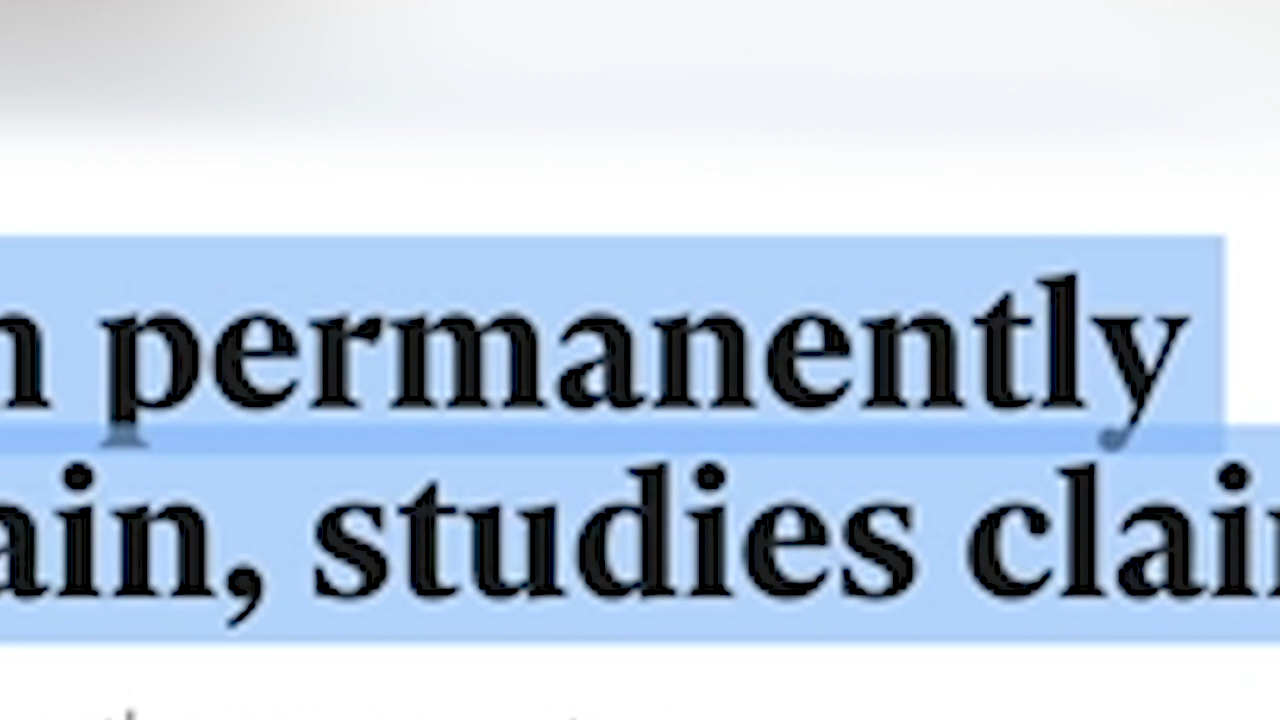 permanently
ain, studies clai